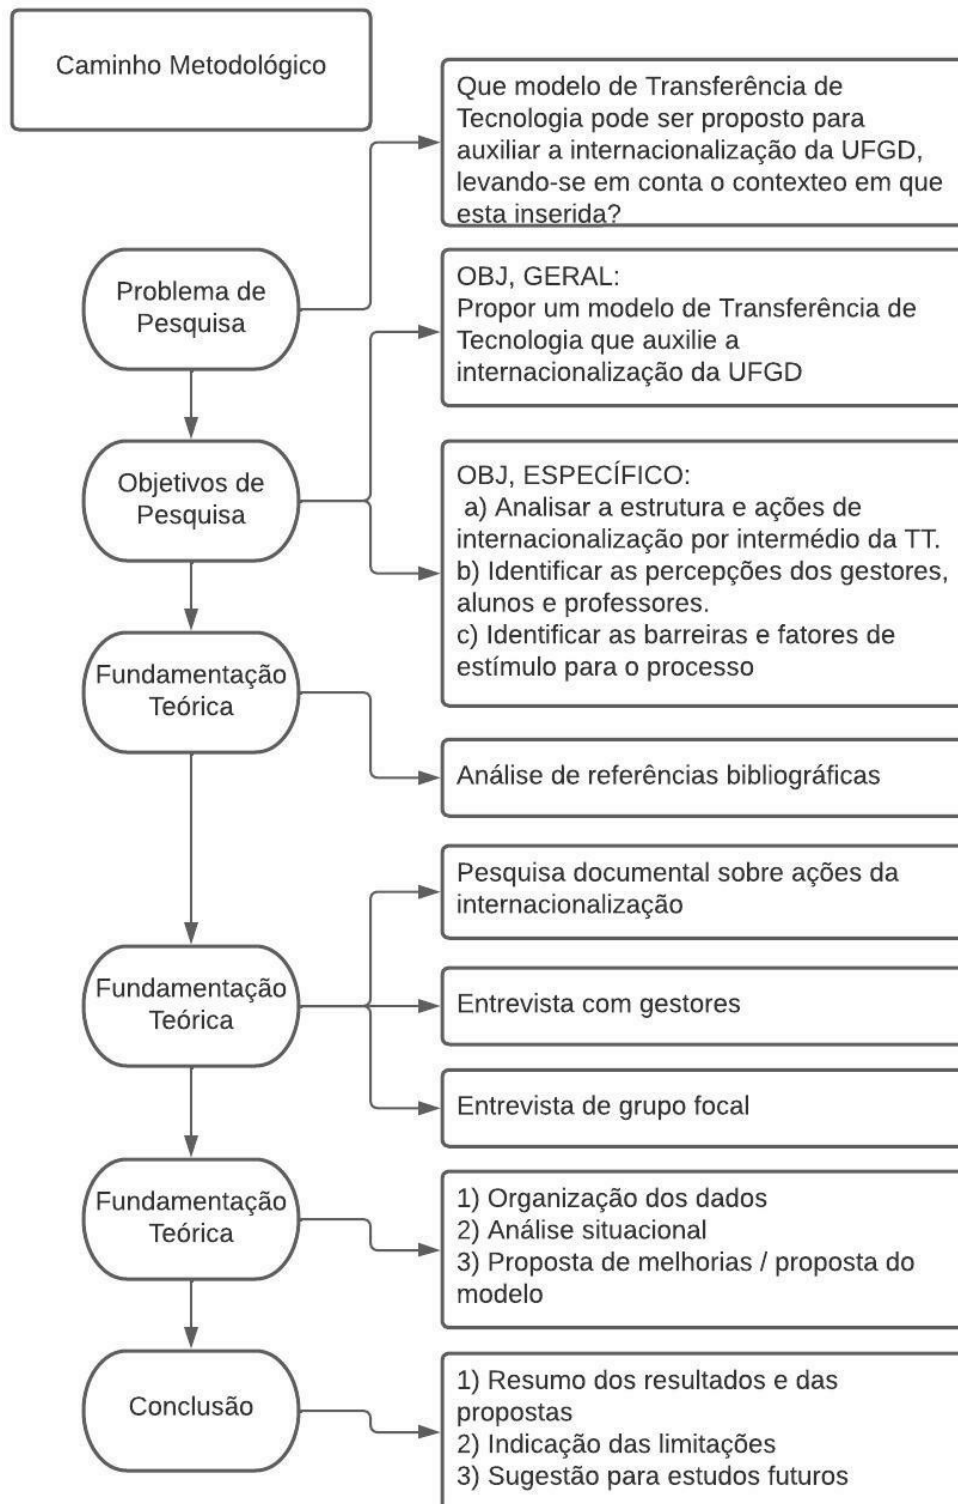 Caminho Metodológico
Que modelo de Transferência de
Tecnologia pode ser proposto para
auxiliar a internacionalização da UFGD,
levando-se em conta o contexteo em que
esta inserida?
Problema de
Pesquisa
OBJ, GERAL:
Propor um modelo de Transferência de
Tecnologia que auxilie a
internacionalização da UFGD
Objetivos de
Pesquisa
OBJ, ESPECÍFICO:
a) Analisar a estrutura e ações de
internacionalização por intermédio da TT.
b) Identificar as percepções dos gestores,
alunos e professores.
c) Identificar as barreiras e fatores de
estímulo para o processo
Fundamentação
Teórica
Análise de referências bibliográficas
Fundamentação
Teórica
Pesquisa documental sobre ações da
internacionalização
Entrevista com gestores
Entrevista de grupo focal
Fundamentação
Teórica
1) Organização dos dados
2) Análise situacional
3) Proposta de melhorias / proposta do
modelo
Conclusão
1) Resumo dos resultados e das
propostas
2) Indicação das limitações
3) Sugestão para estudos futuros